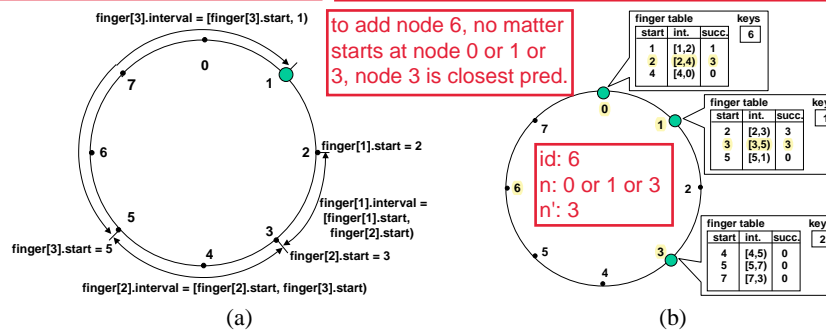 finger[3].interval = [finger[3].start, 1)
0
1
7
6
2
finger[1].start = 2
finger[1].interval =
[finger[1].start,
finger[2].start)
5
3
4
finger[3].start = 5
finger[2].start = 3
finger[2].interval = [finger[2].start, finger[3].start)
(a)
to add node 6, no matter
starts at node 0 or 1 or
3, node 3 is closest pred.
finger table keys
start int. succ. 6
1 [1,2) 1
2 [2,4) 3
4 [4,0) 0
0
7
1
finger table key
start int. succ. 1
2 [2,3) 3
3 [3,5) 3
5 [5,1) 0
id: 6
n: 0 or 1 or 3
n': 3
6
2
5
3
4
finger table key
start int. succ. 2
4 [4,5) 0
5 [5,7) 0
7 [7,3) 0
(b)